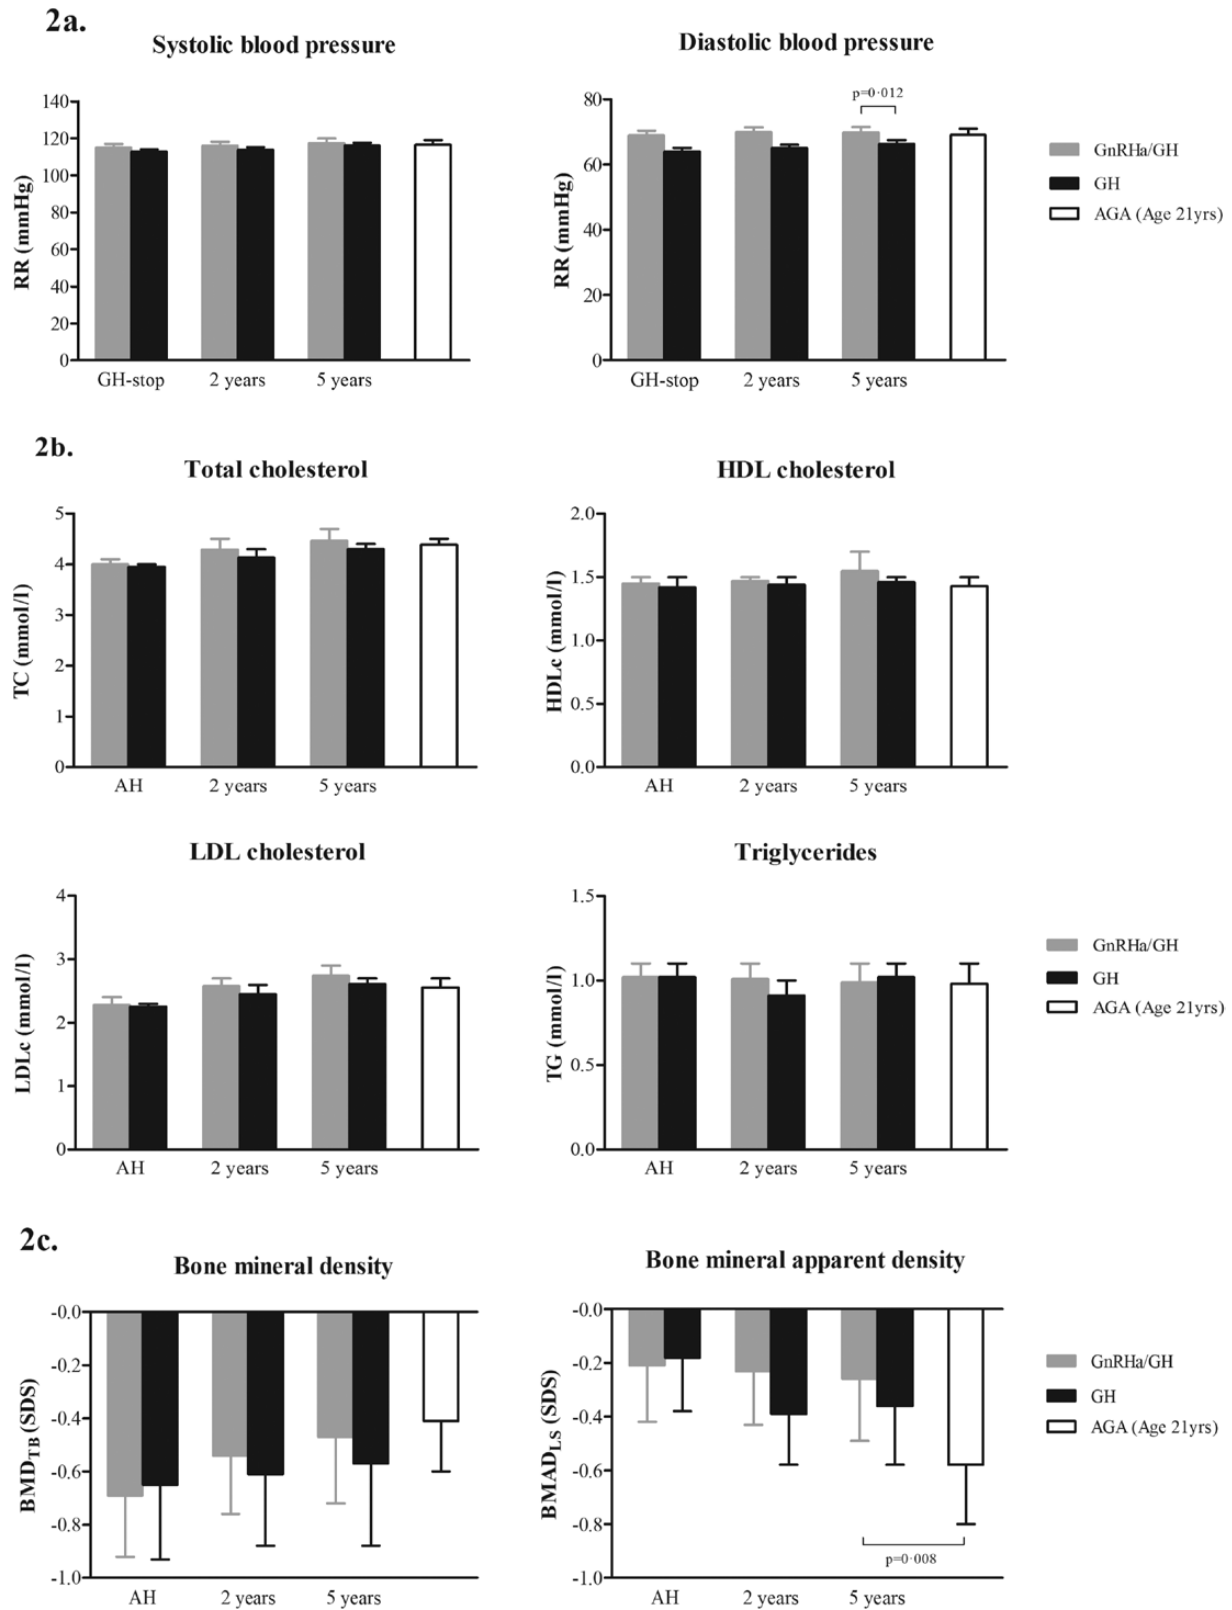 2a.
Systolic blood pressure
RR (mmHg)
140
120
100
80
60
40
20
0
GH-stop
2 years
5 years
Diastolic blood pressure
RR (mmHg)
80
60
40
20
0
p=0·012
GH-stop
2 years
5 years
GnRHa/GH
GH
AGA (Age 21yrs)
2b.
Total cholesterol
TC (mmol/l)
5
4
3
2
1
0
AH
2 years
5 years
HDL cholesterol
HDLc (mmol/l)
2.0
1.5
1.0
0.5
0.0
AH
2 years
5 years
LDL cholesterol
LDLc (mmol/l)
4
3
2
1
0
AH
2 years
5 years
Triglycerides
TG (mmol/l)
1.5
1.0
0.5
0.0
AH
2 years
5 years
GnRHa/GH
GH
AGA (Age 21yrs)
2c.
Bone mineral density
BMDTB (SDS)
-0.0
-0.2
-0.4
-0.6
-0.8
-1.0
AH
2 years
5 years
Bone mineral apparent density
BMADLS (SDS)
-0.0
-0.2
-0.4
-0.6
-0.8
-1.0
p=0·008
AH
2 years
5 years
GnRHa/GH
GH
AGA (Age 21yrs)